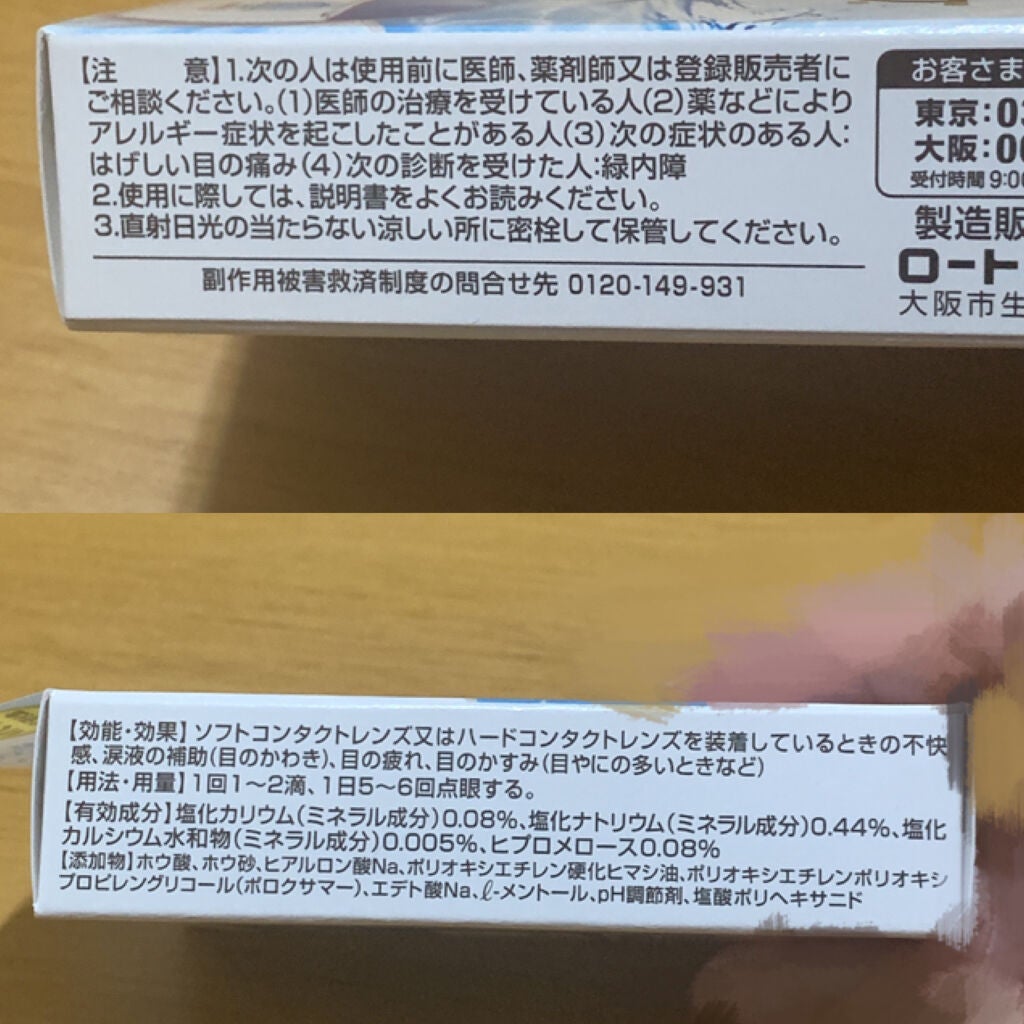 【注　意】1.次の人は使用前に医師、薬剤師又は登録販売者に
ご相談ください。(1)医師の治療を受けている人(2)薬などにより
アレルギー症状を起こしたことがある人(3)次の症状のある人:
はげしい目の痛み(4)次の診断を受けた人:緑内障
2.使用に際しては、説明書をよくお読みください。
3.直射日光の当たらない涼しい所に密栓して保管してください。
副作用被害救済制度の問合せ先 0120-149-931
お客さま
東京:03
大阪:06
受付時間 9:00
製造販
ロート
大阪市生
【効能・効果】ソフトコンタクトレンズ又はハードコンタクトレンズを装着しているときの不快
感、涙液の補助(目のかわき)、目の疲れ、目のかすみ(目やにの多いときなど)
【用法・用量】1回1〜2滴、1日5〜6回点眼する。
【有効成分】塩化カリウム(ミネラル成分)0.08%、塩化ナトリウム(ミネラル成分)0.44%、塩化
カルシウム水和物(ミネラル成分)0.005%、ヒプロメロース0.08%
【添加物】ホウ酸、ホウ砂、ヒアルロン酸Na、ポリオキシエチレン硬化ヒマシ油、ポリオキシエチレンポリオキシ
プロピレングリコール(ポロクサマー)、エデト酸Na、ℓ-メントール、pH調節剤、塩酸ポリヘキサニド